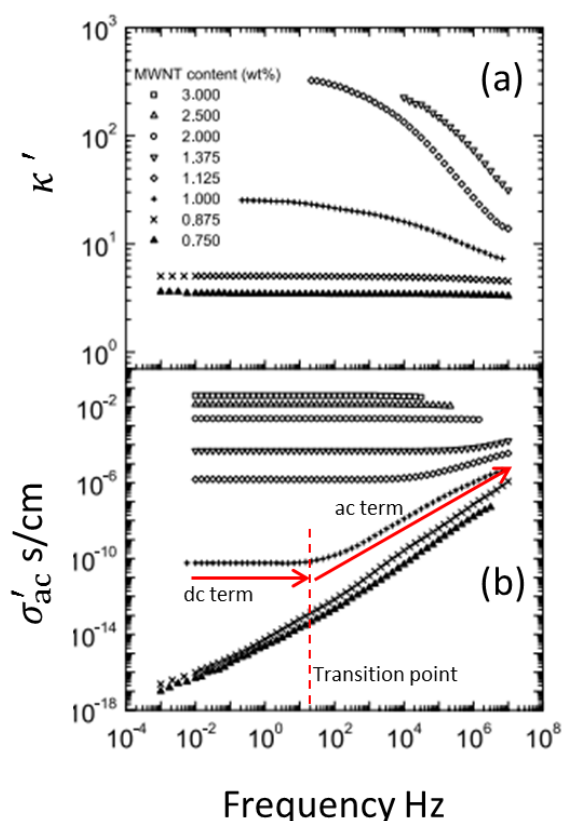 10³
(a)
MWNT content (wt%)
3.000
2.500
2.000
1.375
1.125
1.000
0.875
0.750
10²
κ′
10¹
10⁰
10⁻²
10⁻⁶
ac term
10⁻¹⁰
σ′ac s/cm
dc term
(b)
10⁻¹⁴
Transition point
10⁻¹⁸
10⁻⁴ 10⁻² 10⁰ 10² 10⁴ 10⁶ 10⁸
Frequency Hz